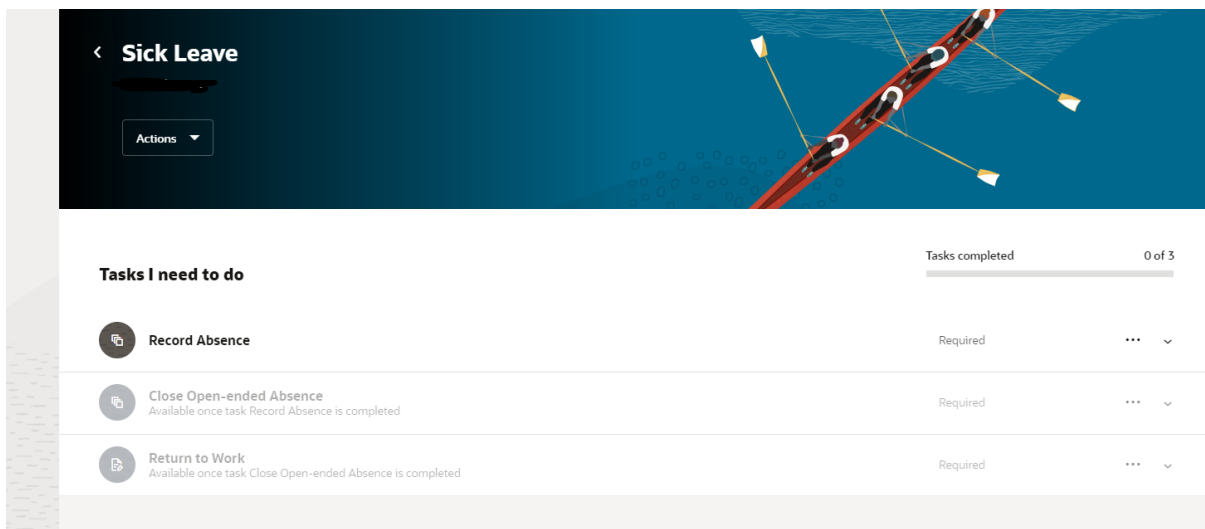 Sick Leave
Actions
Tasks completed 0 of 3
Tasks I need to do
Record Absence Required
Close Open-ended Absence
Available once task Record Absence is completed
Required
Return to Work
Available once task Close Open-ended Absence is completed
Required